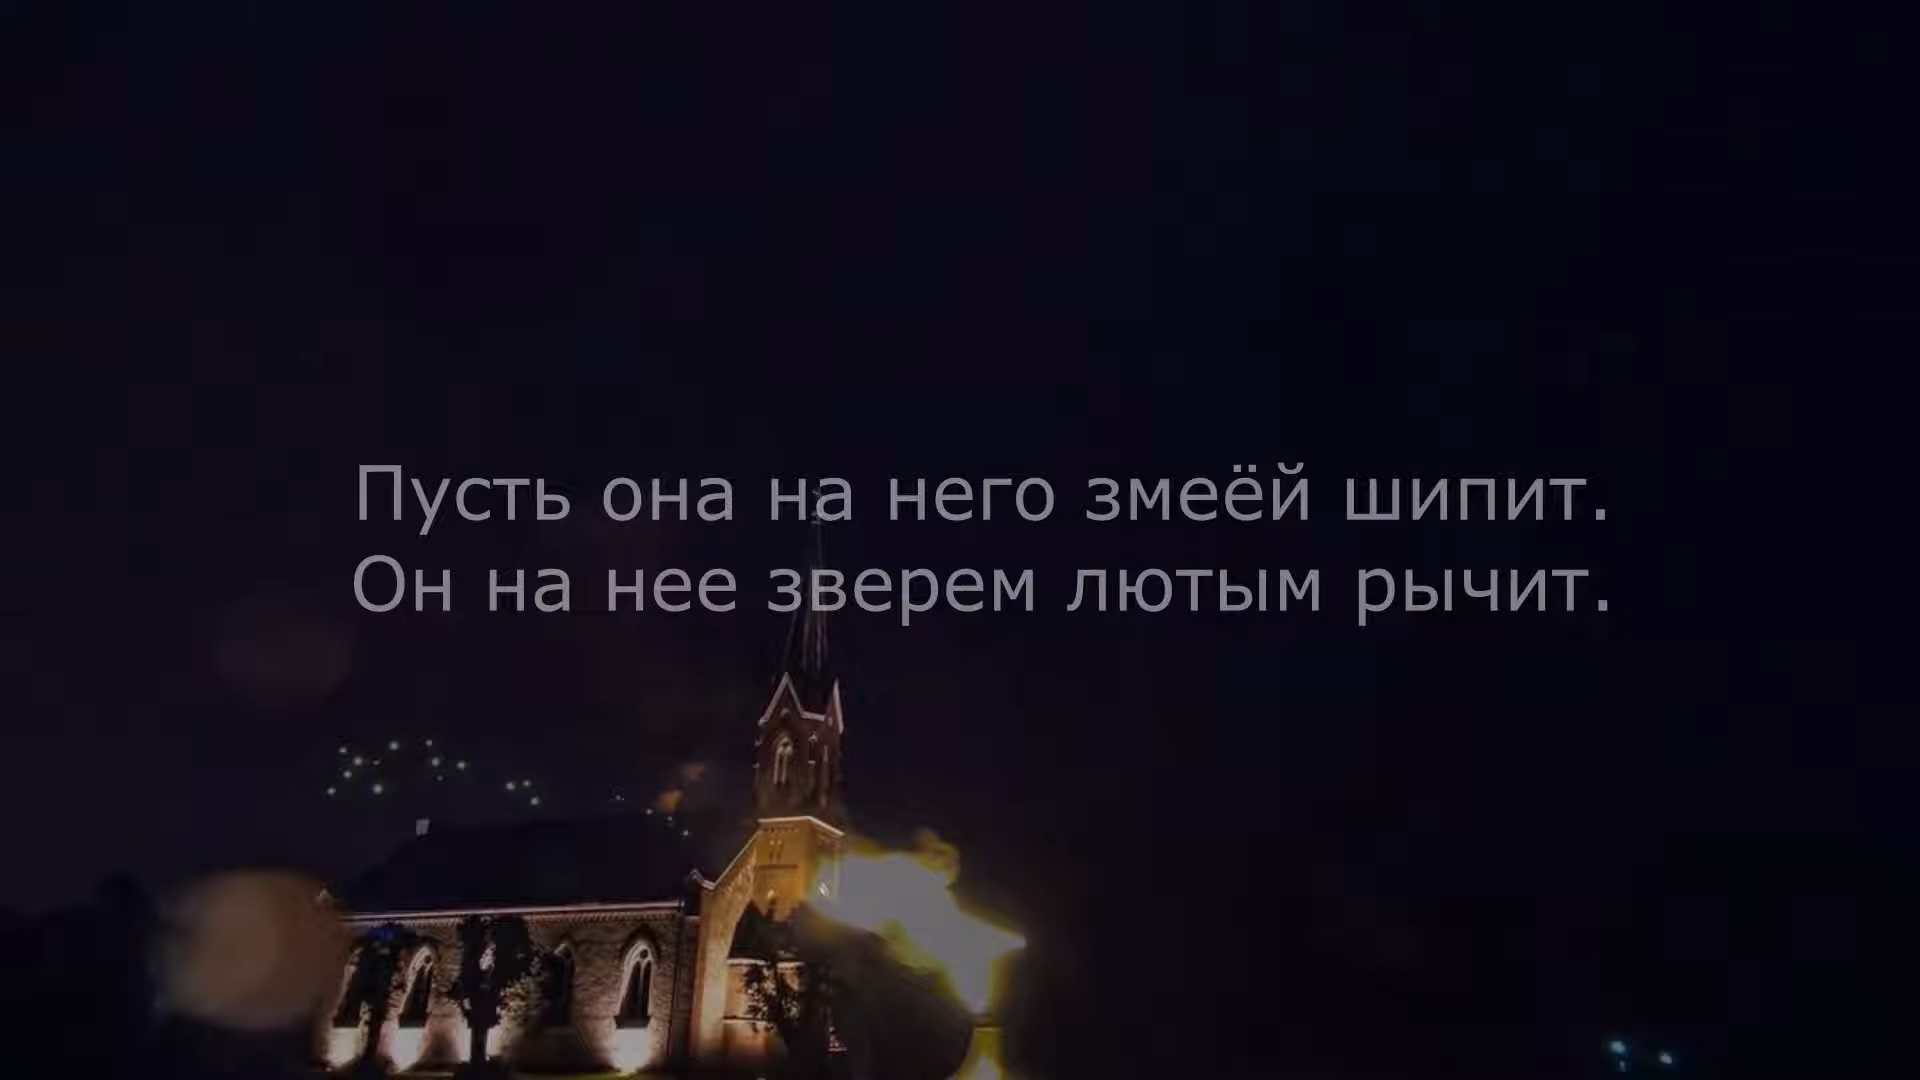 Пусть она на него змеёй шипит.
Он на нее зверем лютым рычит.